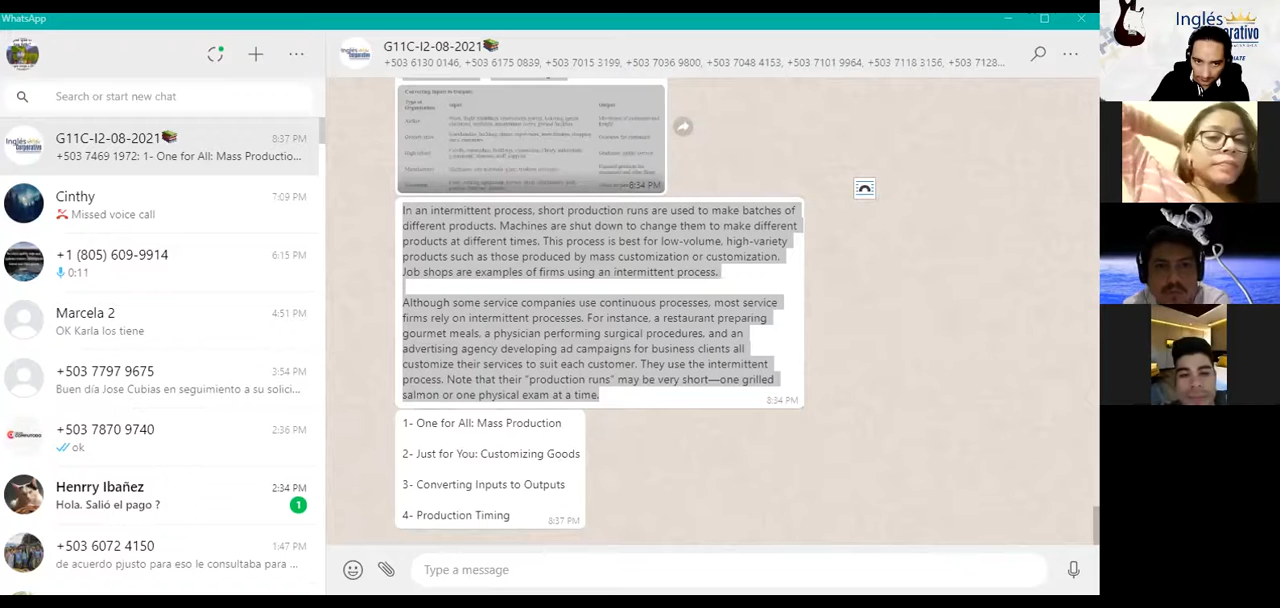 WhatsApp
Search or start new chat
G11C-I2-08-2021📚
8:37 PM
+503 7469 1972: 1- One for All: Mass Productio...
Cinthy
7:09 PM
Missed voice call
+1 (805) 609-9914
6:15 PM
0:11
Marcela 2
4:51 PM
OK Karla los tiene
+503 7797 9675
3:54 PM
Buen día Jose Cubias en seguimiento a su solici...
+503 7870 9740
2:36 PM
ok
Henrry Ibañez
2:34 PM
Hola. Salió el pago ?
1
+503 6072 4150
1:47 PM
de acuerdo pjusto para eso le consultaba para ...
G11C-I2-08-2021📚
+503 6130 0146, +503 6175 0839, +503 7015 3199, +503 7036 9800, +503 7048 4153, +503 7101 9964, +503 7118 3156, +503 7128...
Converting Inputs to Outputs
8:34 PM
In an intermittent process, short production runs are used to make batches of
different products. Machines are shut down to change them to make different
products at different times. This process is best for low-volume, high-variety
products such as those produced by mass customization or customization.
Job shops are examples of firms using an intermittent process.
Although some service companies use continuous processes, most service
firms rely on intermittent processes. For instance, a restaurant preparing
gourmet meals, a physician performing surgical procedures, and an
advertising agency developing ad campaigns for business clients all
customize their services to suit each customer. They use the intermittent
process. Note that their "production runs" may be very short—one grilled
salmon or one physical exam at a time.
8:34 PM
1- One for All: Mass Production
2- Just for You: Customizing Goods
3- Converting Inputs to Outputs
4- Production Timing
8:37 PM
Type a message
Inglés